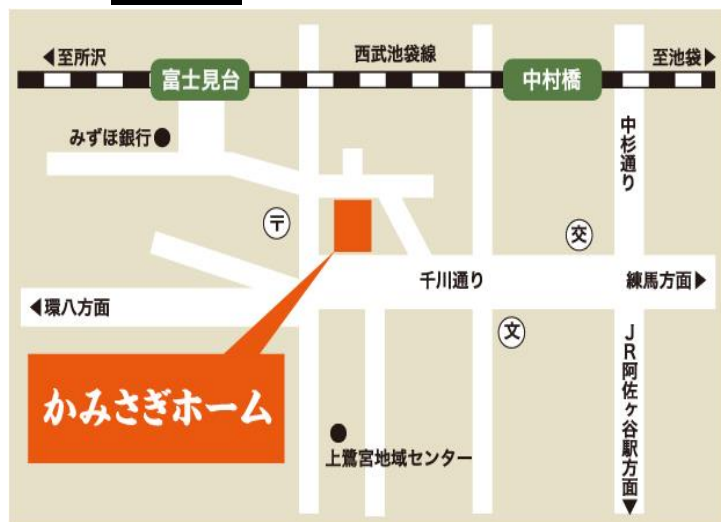 ◀至所沢
西武池袋線
至池袋▶
富士見台
中村橋
みずほ銀行●
中杉通り
〒
交
千川通り
練馬方面▶
◀環八方面
文
かみさぎホーム
上鷺宮地域センター
JR阿佐ヶ谷駅方面▼